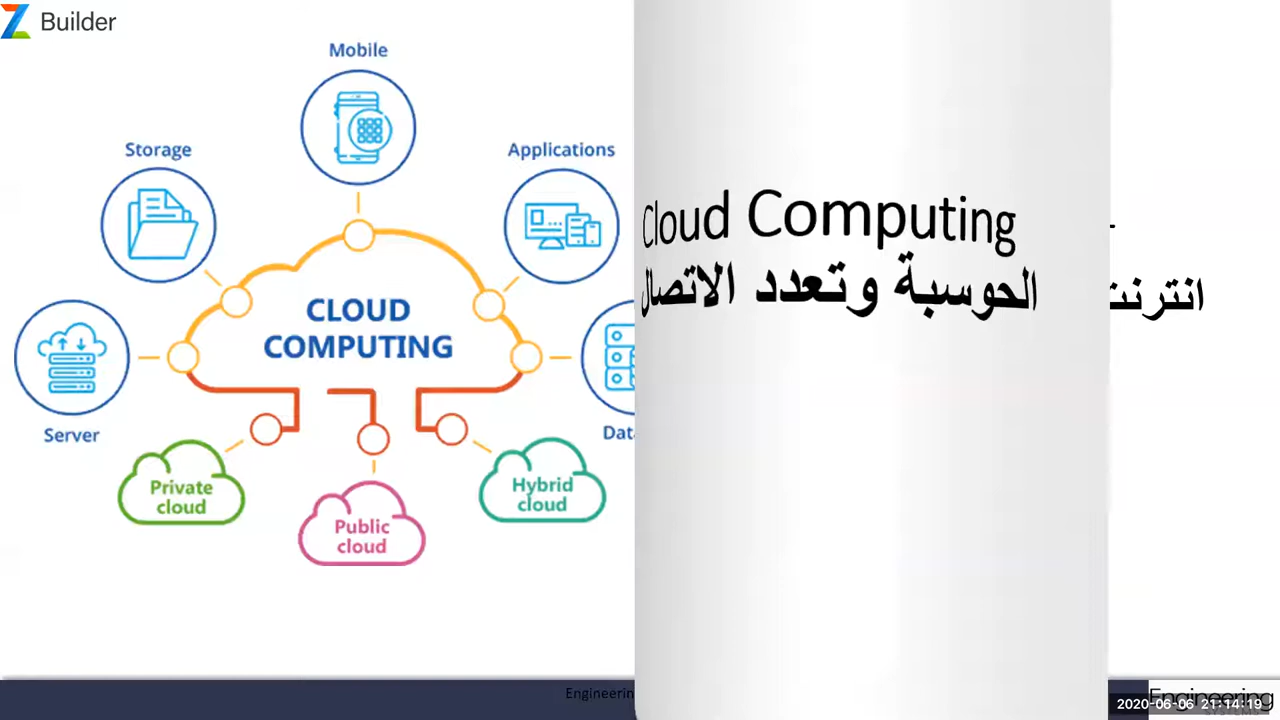 Builder
Mobile
Storage
Applications
CLOUD
COMPUTING
Server
Private
cloud
Public
cloud
Hybrid
cloud
Cloud Computing
الحوسبة وتعدد الاتصال
Engineering
2020-06-06 21:14:19